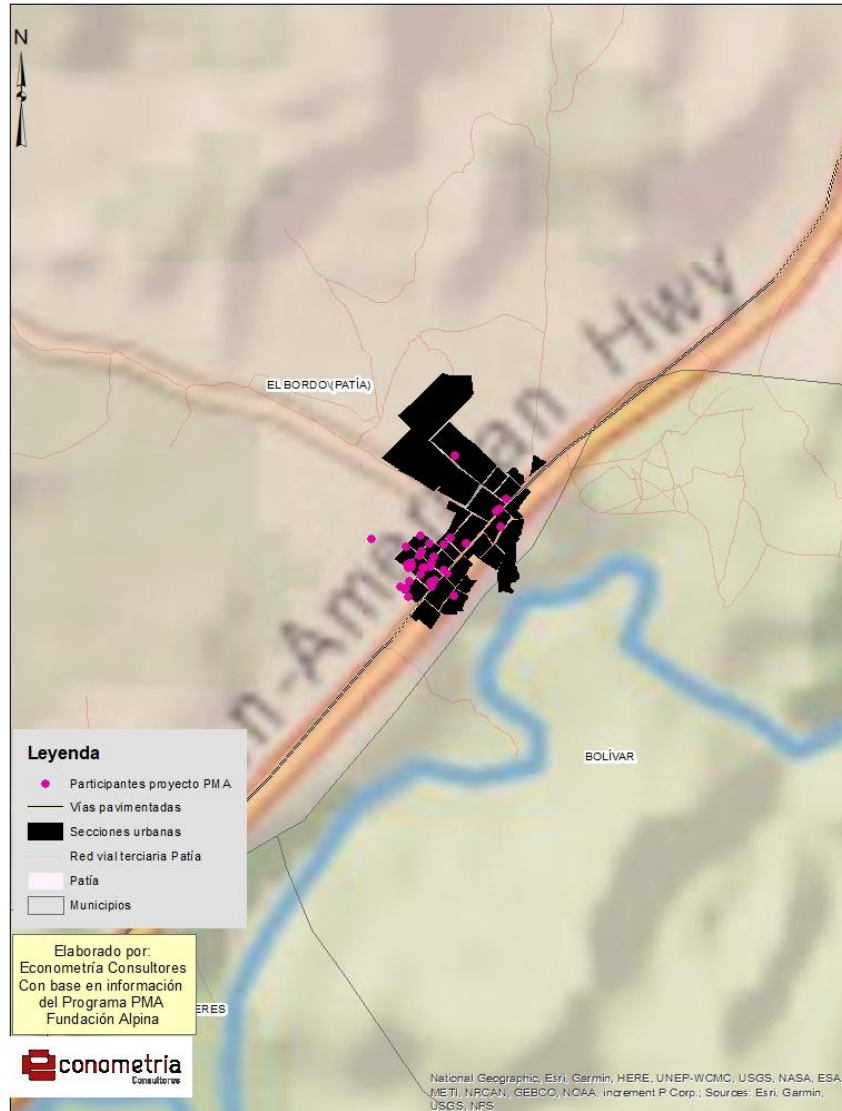 N
Hwy
EL BORDO\(PATÍA)
n-American
BOLÍVAR
Leyenda
Participantes proyecto PMA
Vías pavimentadas
Secciones urbanas
Red vial terciaria Patía
Patía
Municipios
Elaborado por:
Econometría Consultores
Con base en información
del Programa PMA
Fundación Alpina
ERES
econometría
Consultores
National Geographic, Esri, Garmin, HERE, UNEP-WCMC, USGS, NASA, ESA,
METI, NRCAN, GEBCO, NOAA, increment P Corp.; Sources: Esri, Garmin,
USGS, NPS